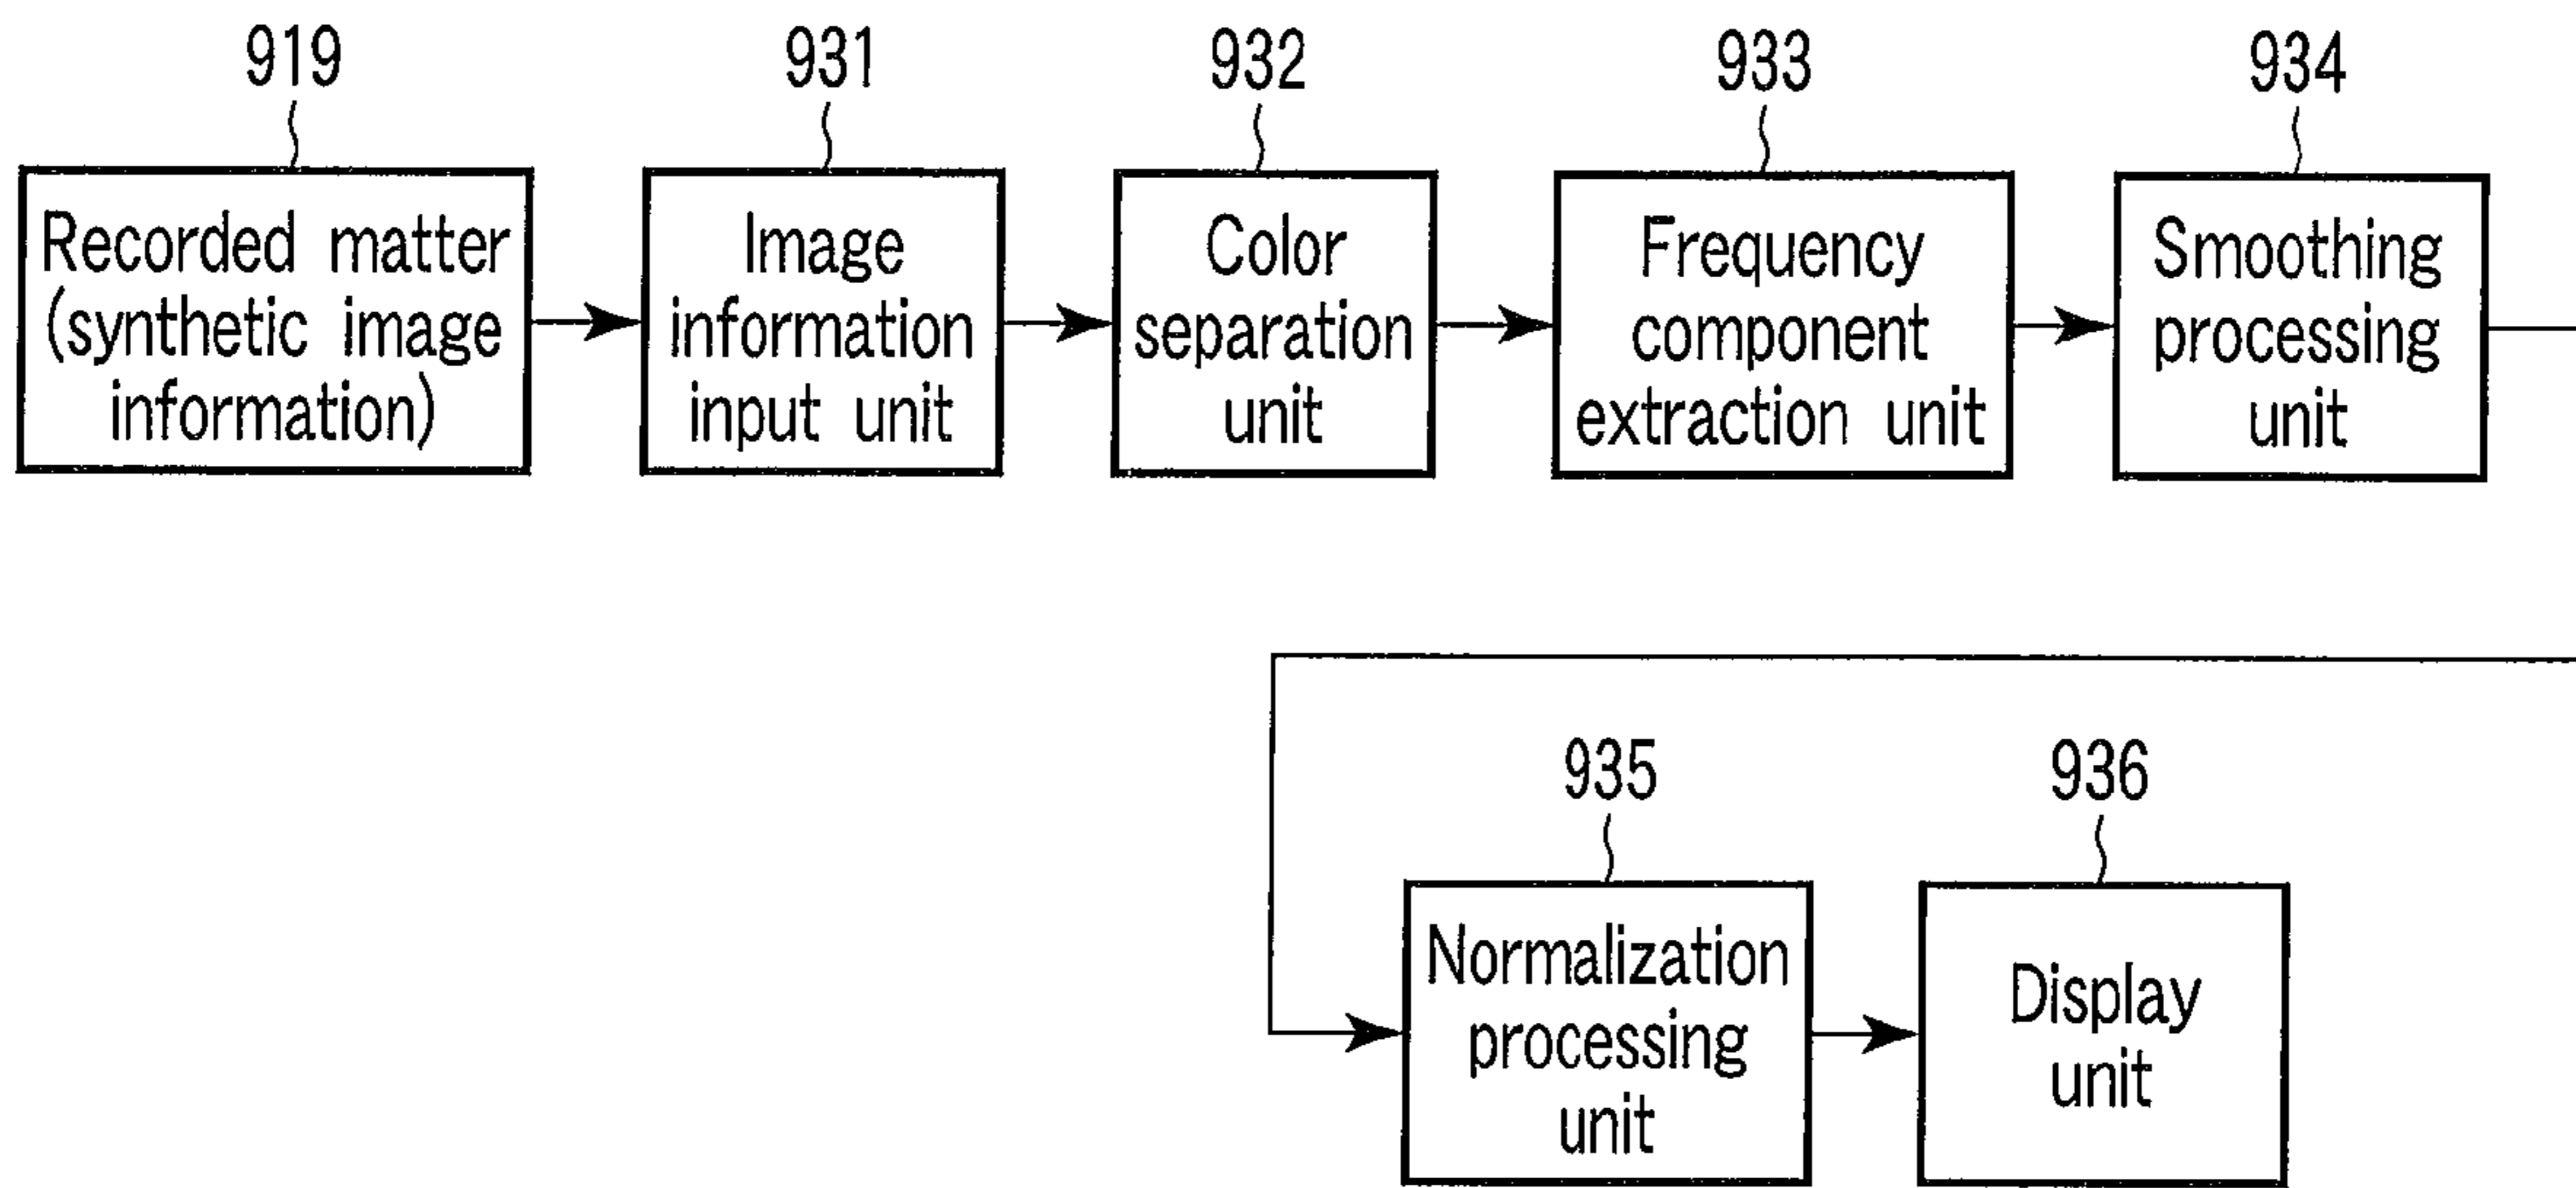 919
931
932
933
934
Recorded matter
(synthetic image
information)
Image
information
input unit
Color
separation
unit
Frequency
component
extraction unit
Smoothing
processing
unit
935
936
Normalization
processing
unit
Display
unit